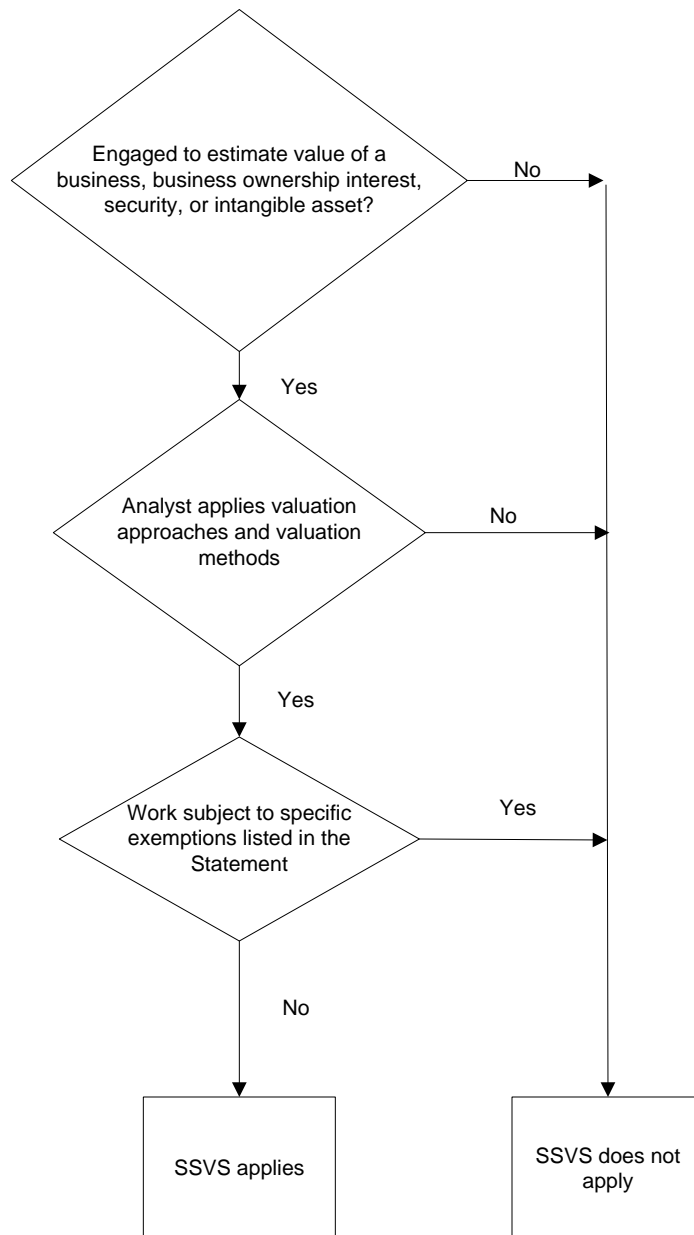 Engaged to estimate value of a
business, business ownership interest,
security, or intangible asset?
No
Yes
Analyst applies valuation
approaches and valuation
methods
No
Yes
Work subject to specific
exemptions listed in the
Statement
Yes
No
SSVS applies
SSVS does not
apply